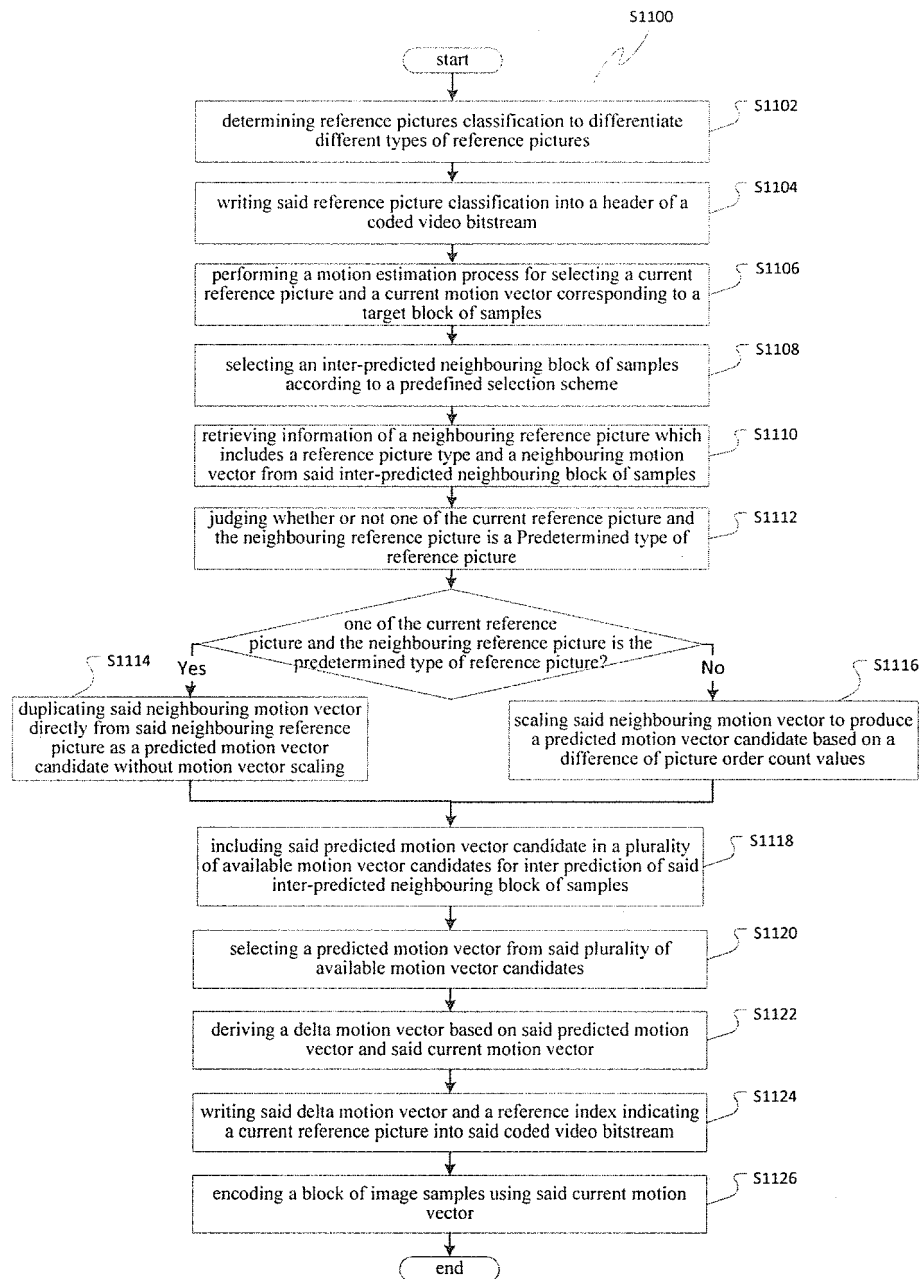 S1100
start
S1102
determining reference pictures classification to differentiate
different types of reference pictures
S1104
writing said reference picture classification into a header of a
coded video bitstream
S1106
performing a motion estimation process for selecting a current
reference picture and a current motion vector corresponding to a
target block of samples
S1108
selecting an inter-predicted neighbouring block of samples
according to a predefined selection scheme
S1110
retrieving information of a neighbouring reference picture which
includes a reference picture type and a neighbouring motion
vector from said inter-predicted neighbouring block of samples
S1112
judging whether or not one of the current reference picture and
the neighbouring reference picture is a Predetermined type of
reference picture
one of the current reference
picture and the neighbouring reference picture is the
predetermined type of reference picture?
S1114
Yes
No
S1116
duplicating said neighbouring motion vector
directly from said neighbouring reference
picture as a predicted motion vector
candidate without motion vector scaling
scaling said neighbouring motion vector to produce
a predicted motion vector candidate based on a
difference of picture order count values
S1118
including said predicted motion vector candidate in a plurality
of available motion vector candidates for inter prediction of said
inter-predicted neighbouring block of samples
S1120
selecting a predicted motion vector from said plurality of
available motion vector candidates
S1122
deriving a delta motion vector based on said predicted motion
vector and said current motion vector
S1124
writing said delta motion vector and a reference index indicating
a current reference picture into said coded video bitstream
S1126
encoding a block of image samples using said current motion
vector
end